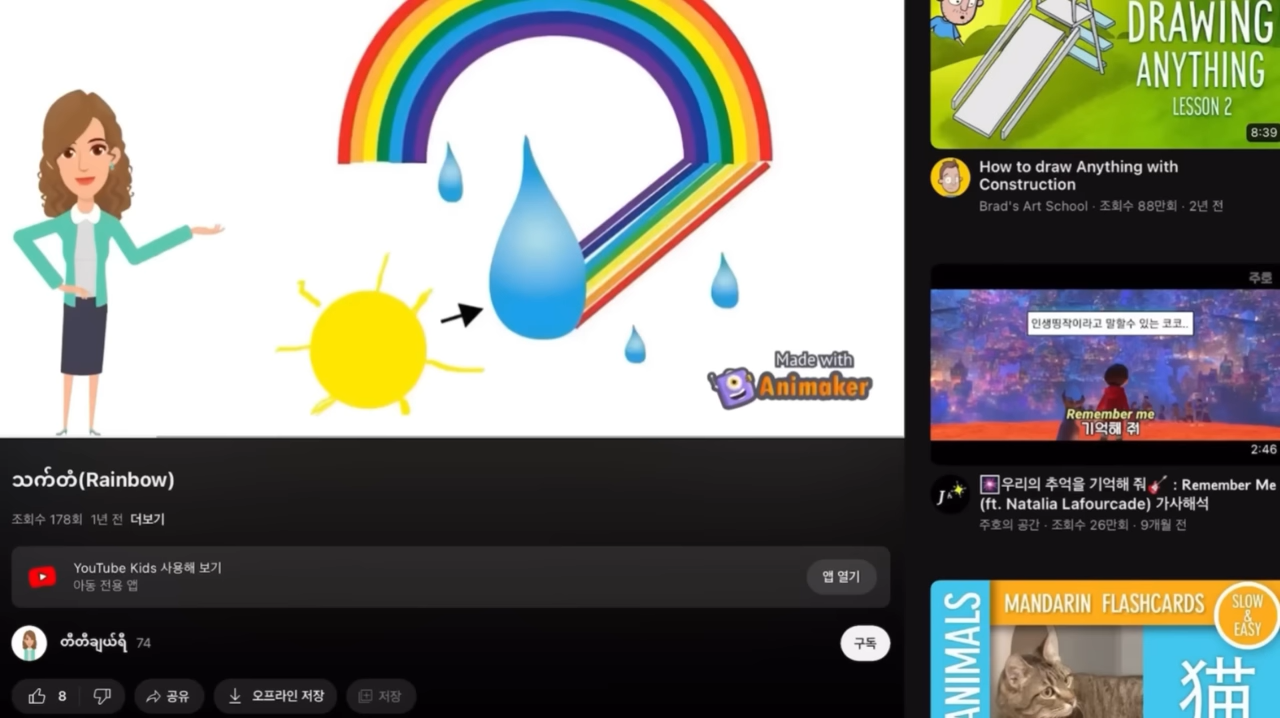 Made with
Animaker
သက်တံ(Rainbow)
조회수 178회 1년 전 더보기
YouTube Kids 사용해 보기
아동 전용 앱
앱 열기
တီတီချယ်ရီ 74
구독
8
공유
오프라인 저장
저장
DRAWING
ANYTHING
LESSON 2
8:39
How to draw Anything with
Construction
Brad's Art School · 조회수 88만회 · 2년 전
주호
인생띵작이라고 말할수 있는 코코..
Remember me
기억해 줘
2:46
🎆우리의 추억을 기억해 줘🎸 : Remember Me
(ft. Natalia Lafourcade) 가사해석
주호의 공간 · 조회수 26만회 · 9개월 전
ANIMALS
MANDARIN FLASHCARDS
SLOW
&
EASY
猫